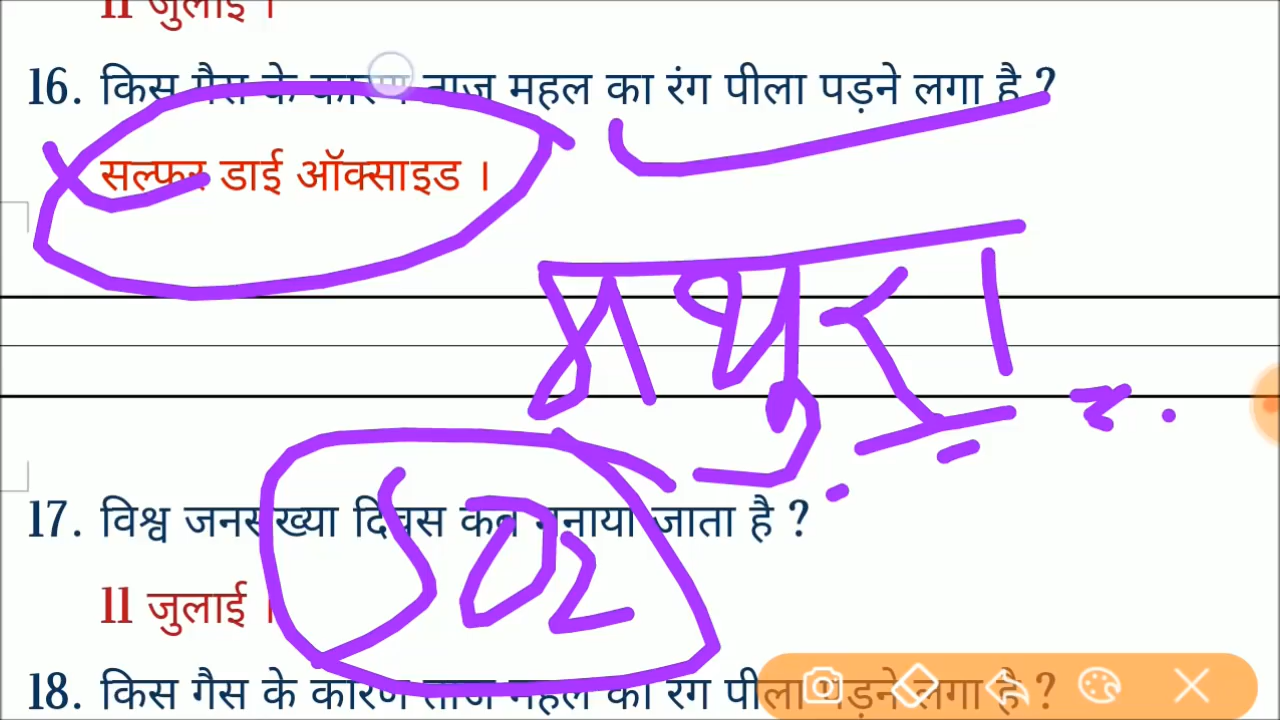 11 जुलाई ।
16. किस गैस के कारण ताज महल का रंग पीला पड़ने लगा है ?
सल्फर डाई ऑक्साइड ।
मथुरा
17. विश्व जनसंख्या दिवस कब मनाया जाता है ?
SO2
11 जुलाई ।
18. किस गैस के कारण ताज महल का रंग पीला पड़ने लगा है ?